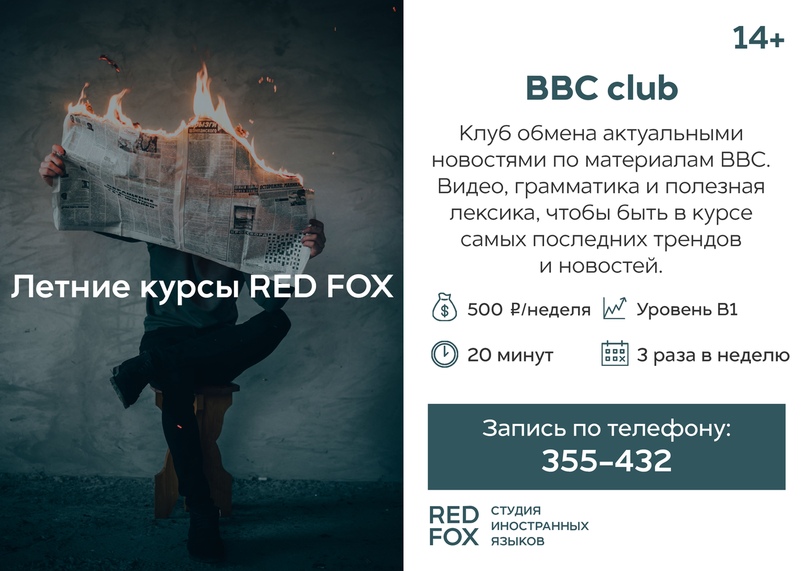 Летние курсы RED FOX
14+
BBC club
Клуб обмена актуальными
новостями по материалам BBC.
Видео, грамматика и полезная
лексика, чтобы быть в курсе
самых последних трендов
и новостей.
500 ₽/неделя
Уровень B1
20 минут
3 раза в неделю
Запись по телефону:
355-432
RED
FOX
СТУДИЯ
ИНОСТРАННЫХ
ЯЗЫКОВ